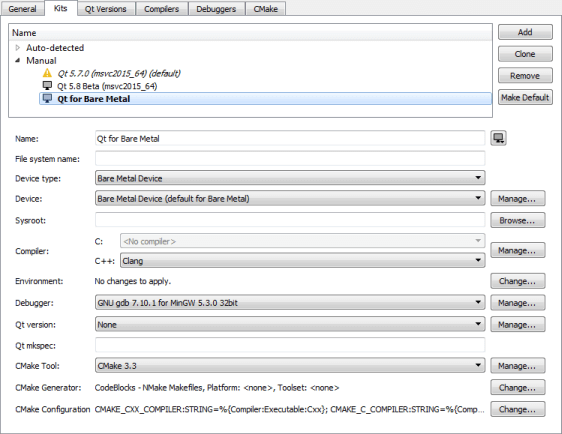 General Kits Qt Versions Compilers Debuggers CMake
Name
Auto-detected
Manual
Qt 5.7.0 (msvc2015_64) (default)
Qt 5.8 Beta (msvc2015_64)
Qt for Bare Metal
Add
Clone
Remove
Make Default
Name: Qt for Bare Metal
File system name:
Device type: Bare Metal Device
Device: Bare Metal Device (default for Bare Metal) Manage...
Sysroot: Browse...
Compiler: C: <No compiler> Manage...
C++: Clang
Environment: No changes to apply. Change...
Debugger: GNU gdb 7.10.1 for MinGW 5.3.0 32bit Manage...
Qt version: None Manage...
Qt mkspec:
CMake Tool: CMake 3.3 Manage...
CMake Generator: CodeBlocks - NMake Makefiles, Platform: <none>, Toolset: <none> Change...
CMake Configuration CMAKE_CXX_COMPILER:STRING=%{Compiler:Executable:Cxx}; CMAKE_C_COMPILER:STRING=%{Comp... Change...